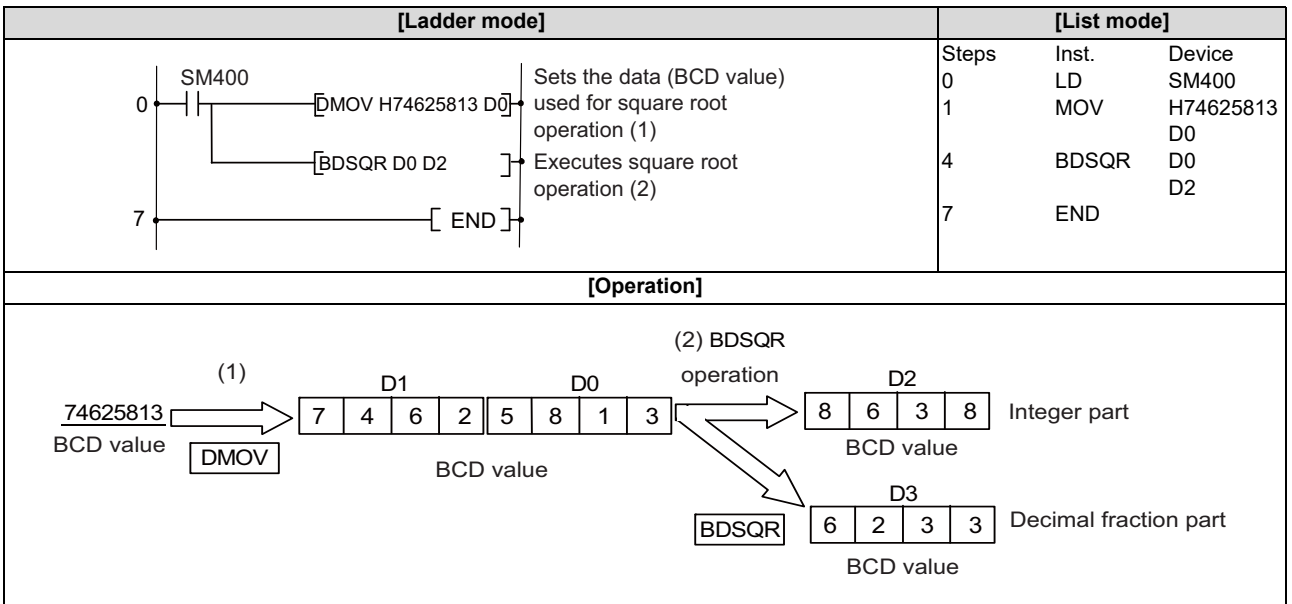 [Ladder mode]
[List mode]
SM400
0
DMOV H74625813 D0
Sets the data (BCD value)
used for square root
operation (1)
BDSQR D0 D2
Executes square root
operation (2)
7
END
Steps Inst. Device
0 LD SM400
1 MOV H74625813
D0
4 BDSQR D0
D2
7 END
[Operation]
(1)
74625813
BCD value
DMOV
D1 D0
7 4 6 2 5 8 1 3
BCD value
(2) BDSQR
operation
D2
8 6 3 8 Integer part
BCD value
BDSQR
D3
6 2 3 3 Decimal fraction part
BCD value